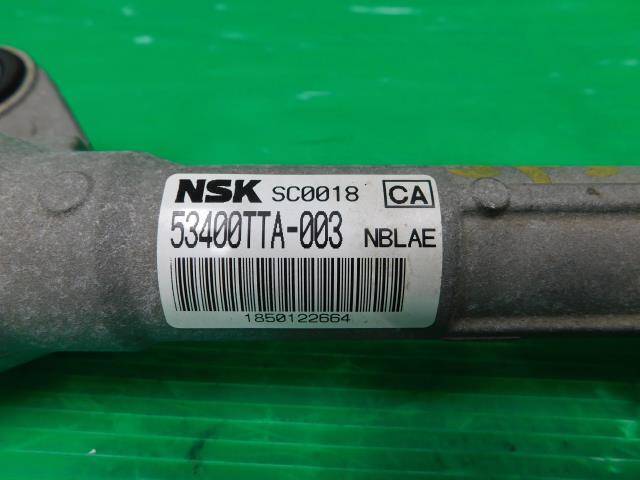 NSK SC0018 CA
53400TTA-003 NBLAE
1850122664